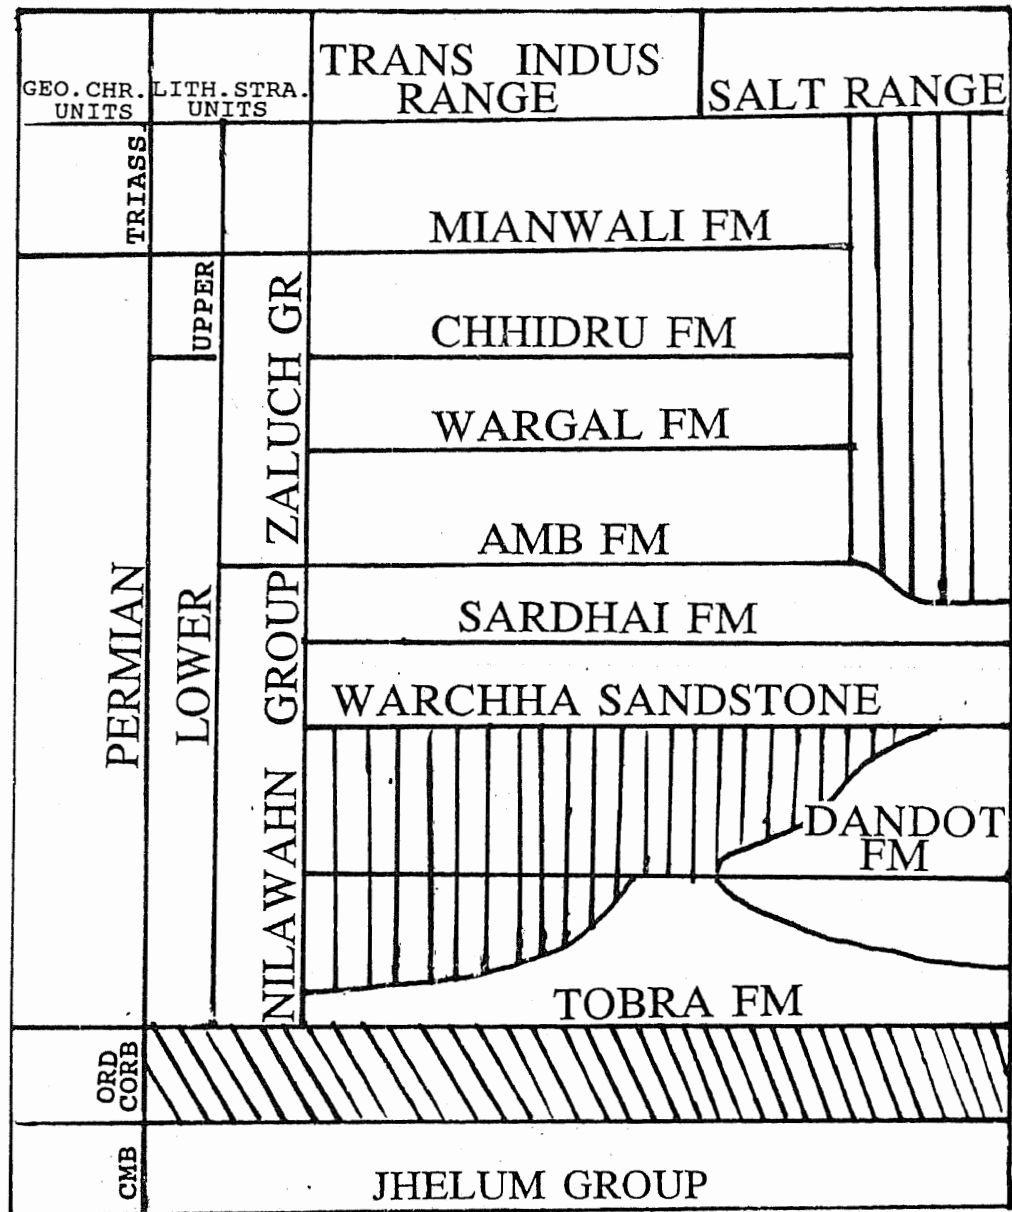 GEO.CHR.
UNITS
LITH.STRA.
UNITS
TRANS INDUS
RANGE
SALT RANGE
TRIASS.
MIANWALI FM
UPPER
ZALUCH GR
CHHIDRU FM
WARGAL FM
AMB FM
PERMIAN
LOWER
NILAWAHN GROUP
SARDHAI FM
WARCHHA SANDSTONE
DANDOT
FM
TOBRA FM
ORD
CORB
CMB
JHELUM GROUP